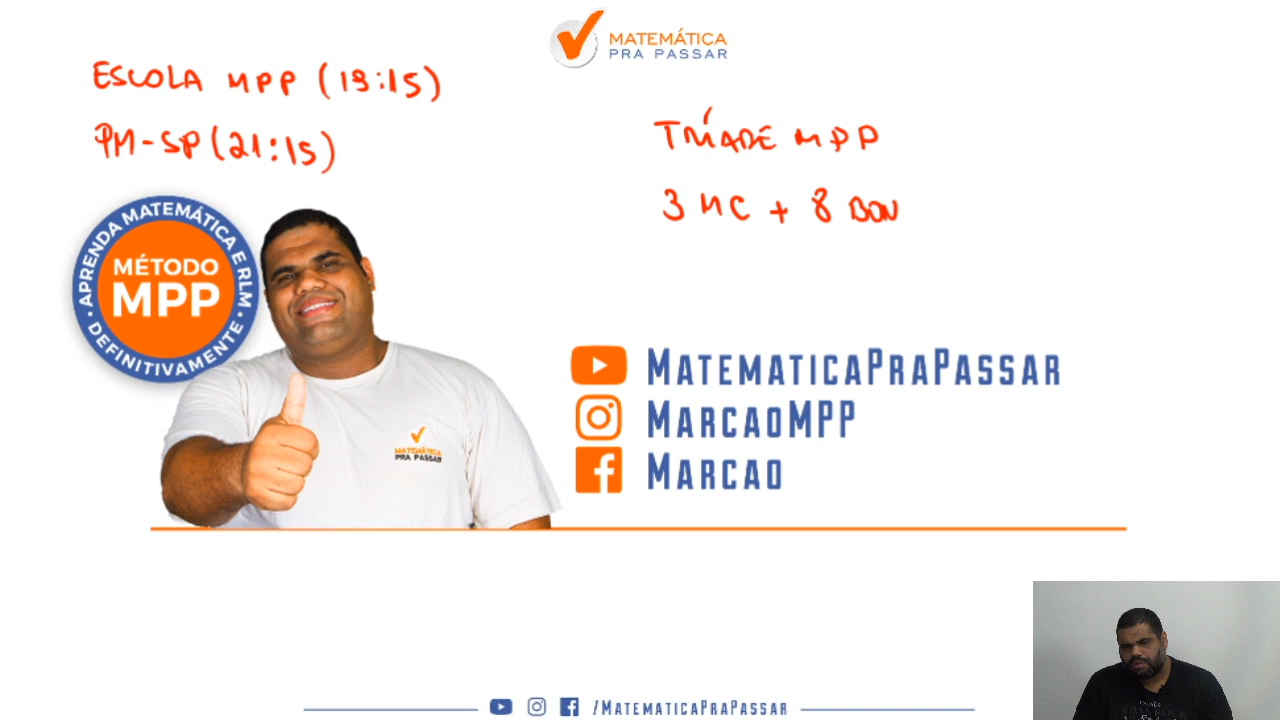 MATEMÁTICA
PRA PASSAR
ESCOLA MPP (19:15)
PM-SP (21:15)
TRÍADE MPP
3 MC + 8 BON
• APRENDA MATEMÁTICA E RLM •
DEFINITIVAMENTE
MÉTODO
MPP
MATEMÁTICA
PRA PASSAR
MATEMATICAPRAPASSAR
MARCAOMPP
MARCAO
/MATEMATICAPRAPASSAR